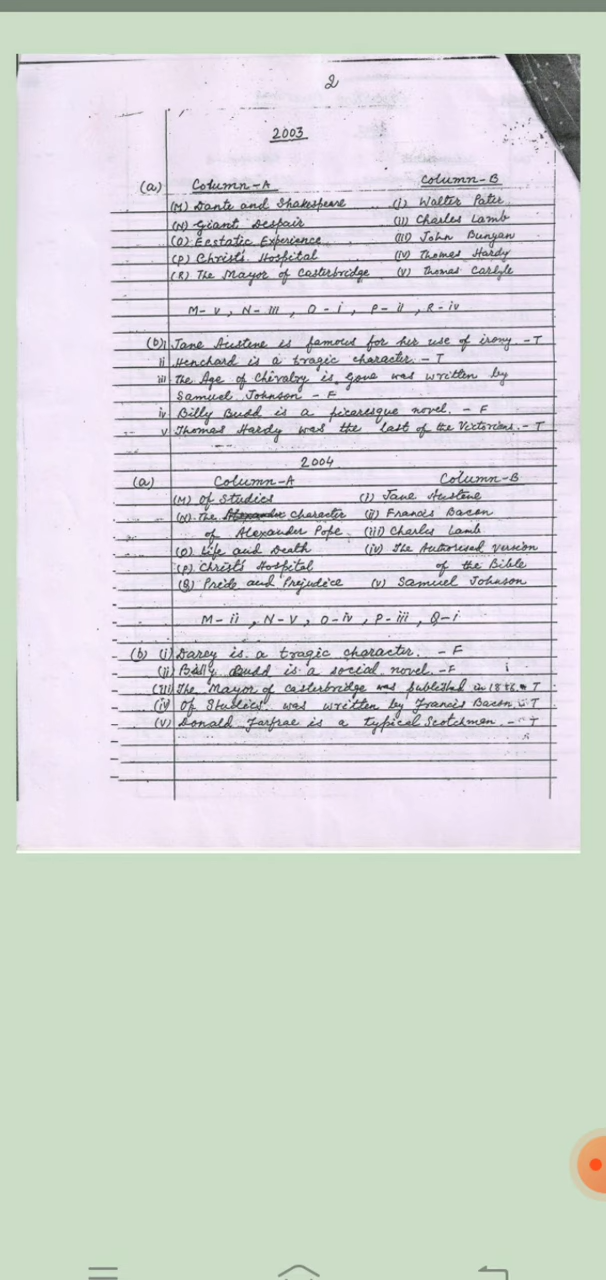 2
2003
(a) Column-A Column-B
(M) Dante and Shakespeare (i) Walter Pater
(N) Giant Despair (ii) Charles Lamb
(O) Ecstatic Experience (iii) John Bunyan
(P) Christ's Hospital (iv) Thomas Hardy
(R) The Mayor of Casterbridge (v) Thomas Carlyle
M-v, N-iii, O-i, P-ii, R-iv
(b) i Jane Austene is famous for her use of irony - T
ii Henchard is a tragic character. - T
iii The Age of Chivalry is Gone was written by
Samuel Johnson - F
iv Billy Budd is a picaresque novel. - F
v Thomas Hardy was the last of the Victorians. - T
2004
(a) Column-A Column-B
(M) Of Studies (i) Jane Austene
(N) The Character (ii) Francis Bacon
of Alexander Pope (iii) Charles Lamb
(O) Life and Death (iv) The Authorised Version
(P) Christ's Hospital of the Bible
(Q) Pride and Prejudice (v) Samuel Johnson
M-ii, N-v, O-iv, P-iii, Q-i
(b) (i) Darcy is a tragic character. - F
(ii) Billy Budd is a social novel. - F
(iii) The Mayor of Casterbridge was published in 1886 - T
(iv) Of Studies was written by Francis Bacon. - T
(v) Donald Farfrae is a typical Scotchman. - T